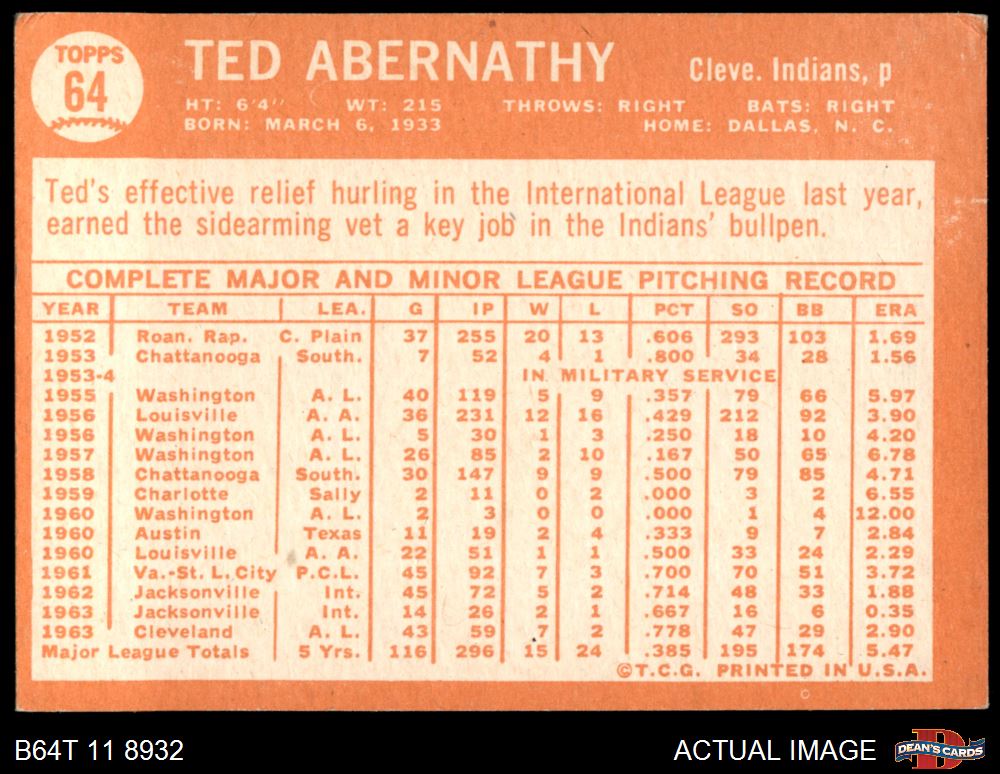 TOPPS
64
TED ABERNATHY Cleve. Indians, p
HT: 6'4" WT: 215 THROWS: RIGHT BATS: RIGHT
BORN: MARCH 6, 1933 HOME: DALLAS, N. C.
Ted's effective relief hurling in the International League last year,
earned the sidearming vet a key job in the Indians' bullpen.
COMPLETE MAJOR AND MINOR LEAGUE PITCHING RECORD
YEAR TEAM LEA. G IP W L PCT SO BB ERA
1952 Roan. Rap. C. Plain 37 255 20 13 .606 293 103 1.69
1953 Chattanooga South. 7 52 4 1 .800 34 28 1.56
1953-4 IN MILITARY SERVICE
1955 Washington A. L. 40 119 5 9 .357 79 66 5.97
1956 Louisville A. A. 36 231 12 16 .429 212 92 3.90
1956 Washington A. L. 5 30 1 3 .250 18 10 4.20
1957 Washington A. L. 26 85 2 10 .167 50 65 6.78
1958 Chattanooga South. 30 147 9 9 .500 79 85 4.71
1959 Charlotte Sally 2 11 0 2 .000 3 2 6.55
1960 Washington A. L. 2 3 0 0 .000 1 4 12.00
1960 Austin Texas 11 19 2 4 .333 9 7 2.84
1960 Louisville A. A. 22 51 1 1 .500 33 24 2.29
1961 Va.-St. L. City P.C.L. 45 92 7 3 .700 70 51 3.72
1962 Jacksonville Int. 45 72 5 2 .714 48 33 1.88
1963 Jacksonville Int. 14 26 2 1 .667 16 6 0.35
1963 Cleveland A. L. 43 59 7 2 .778 47 29 2.90
Major League Totals 5 Yrs. 116 296 15 24 .385 195 174 5.47
©T.C.G. PRINTED IN U.S.A.
B64T 11 8932 ACTUAL IMAGE DEAN'S CARDS